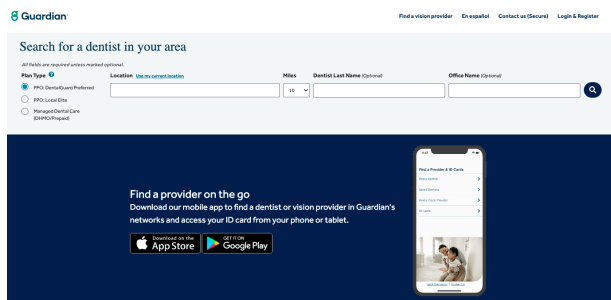 Guardian
Find a vision provider En español Contact us (Secure) Login & Register
Search for a dentist in your area
All fields are required unless marked optional.
Plan Type ? Location Use my current location Miles Dentist Last Name (Optional) Office Name (Optional)
PPO: DentalGuard Preferred
10
PPO: Local Elite
Managed Dental Care
(DHMO/Prepaid)
Find a provider on the go
Download our mobile app to find a dentist or vision provider in Guardian's
networks and access your ID card from your phone or tablet.
Download on the
App Store
GET IT ON
Google Play
Find a Provider & ID Cards
ID Cards